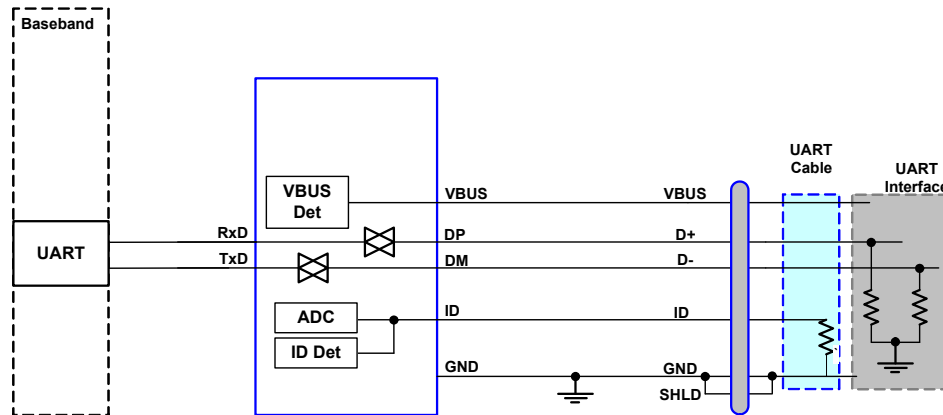 Baseband
UART
Cable
UART
Interface
VBUS
Det
VBUS
VBUS
RxD
DP
D+
UART
TxD
DM
D-
ADC
ID
ID
ID Det
GND
GND
SHLD